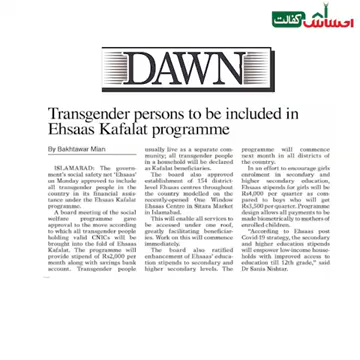 احساس کفالت
DAWN
Transgender persons to be included in
Ehsaas Kafalat programme
By Bakhtawar Mian
ISLAMABAD: The govern-
ment's social safety net 'Ehsaas'
on Monday approved to include
all transgender people in the
country in its financial assis-
tance under the Ehsaas Kafalat
programme.
A board meeting of the social
welfare programme gave
approval to the move according
to which all transgender people
holding valid CNICs will be
brought into the fold of Ehsaas
Kafalat. The programme will
provide stipend of Rs2,000 per
month along with savings bank
account. Transgender people
usually live as a separate com-
munity; all transgender people
in a household will be declared
as Kafalat beneficiaries.
The board also approved
establishment of 154 district-
level Ehsaas centres throughout
the country modelled on the
recently-opened One Window
Ehsaas Centre in Sitara Market
in Islamabad.
This will enable all services to
be accessed under one roof,
greatly facilitating beneficiar-
ies. Work on this will commence
immediately.
The board also ratified
enhancement of Ehsaas' educa-
tion stipends to secondary and
higher secondary levels. The
programme will commence
next month in all districts of
the country.
In an effort to encourage girls
enrolment in secondary and
higher secondary education,
Ehsaas stipends for girls will be
Rs4,000 per quarter as com-
pared to boys who will get
Rs3,500 per quarter. Programme
design allows all payments to be
made biometrically to mothers of
enrolled children.
"According to Ehsaas post
Covid-19 strategy, the secondary
and higher education stipends
will empower low-income house-
holds with improved access to
education till 12th grade," said
Dr Sania Nishtar.